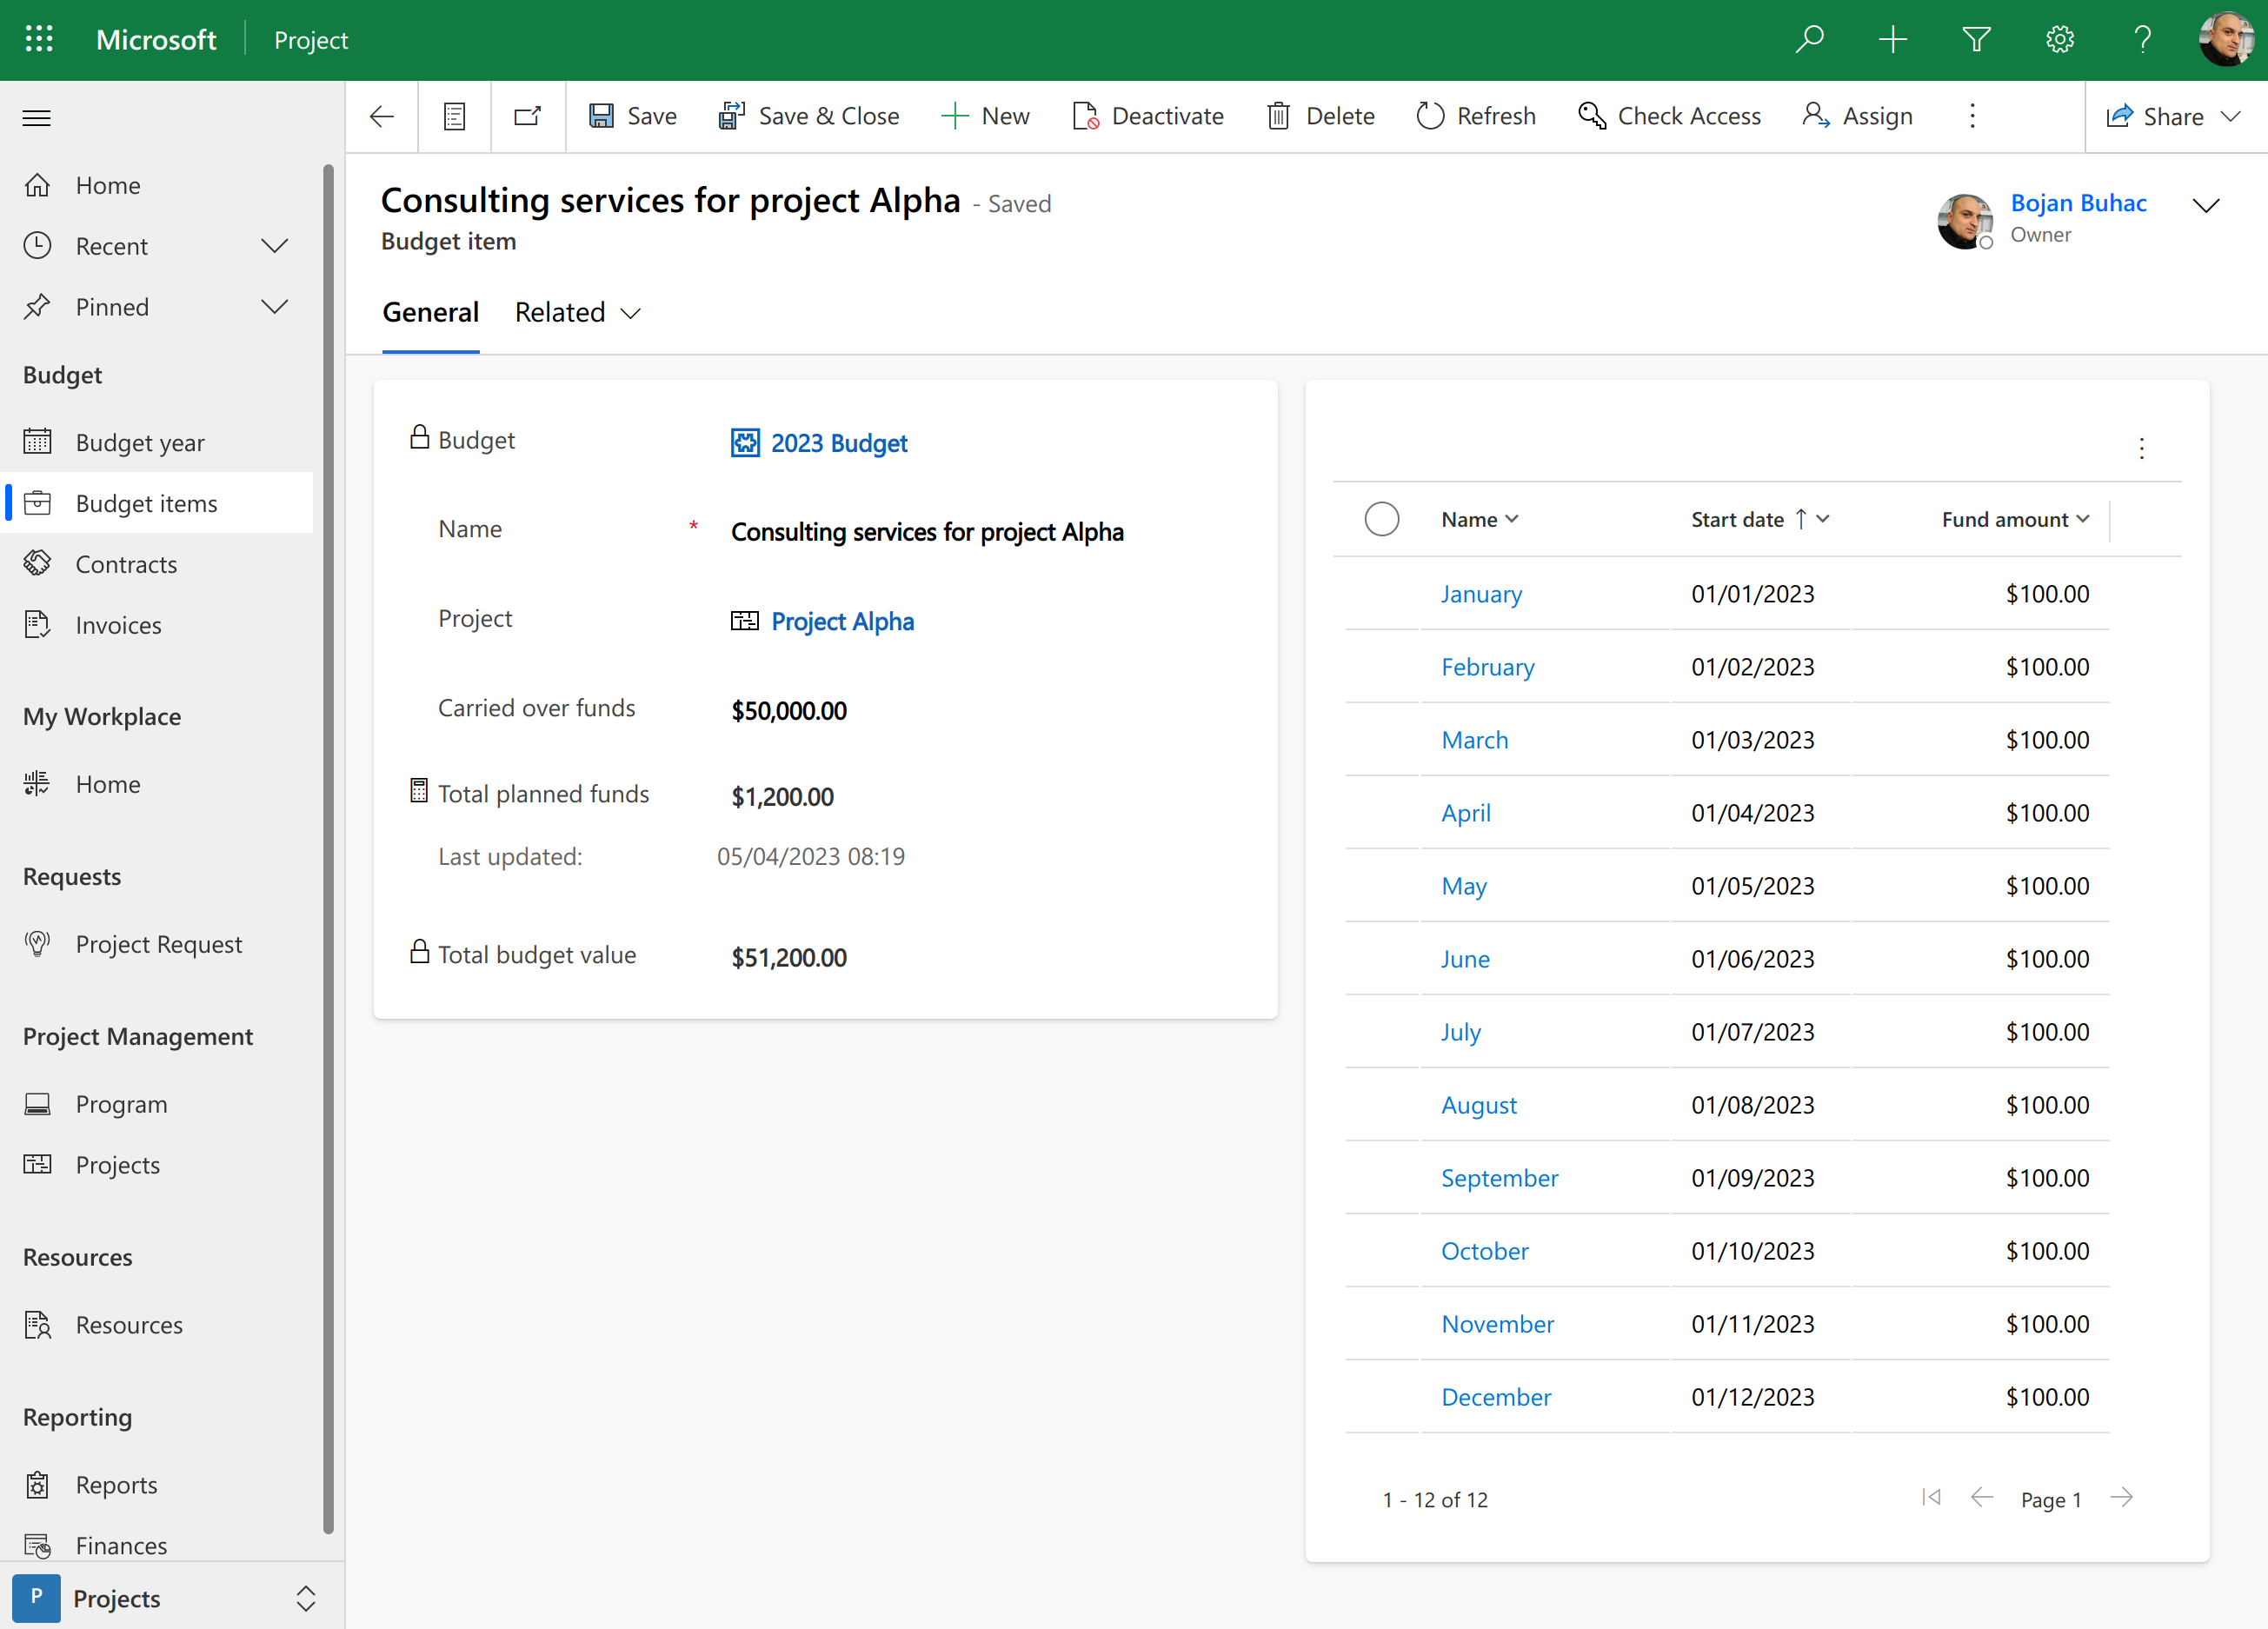 Microsoft Project
Save Save & Close New Deactivate Delete Refresh Check Access Assign Share
Home
Recent
Pinned
Budget
Budget year
Budget items
Contracts
Invoices
My Workplace
Home
Requests
Project Request
Project Management
Program
Projects
Resources
Resources
Reporting
Reports
Finances
P Projects
Consulting services for project Alpha - Saved
Budget item
Bojan Buhac
Owner
General Related
Budget 2023 Budget
Name * Consulting services for project Alpha
Project Project Alpha
Carried over funds $50,000.00
Total planned funds $1,200.00
Last updated: 05/04/2023 08:19
Total budget value $51,200.00
Name Start date ↑ Fund amount
January 01/01/2023 $100.00
February 01/02/2023 $100.00
March 01/03/2023 $100.00
April 01/04/2023 $100.00
May 01/05/2023 $100.00
June 01/06/2023 $100.00
July 01/07/2023 $100.00
August 01/08/2023 $100.00
September 01/09/2023 $100.00
October 01/10/2023 $100.00
November 01/11/2023 $100.00
December 01/12/2023 $100.00
1 - 12 of 12 Page 1